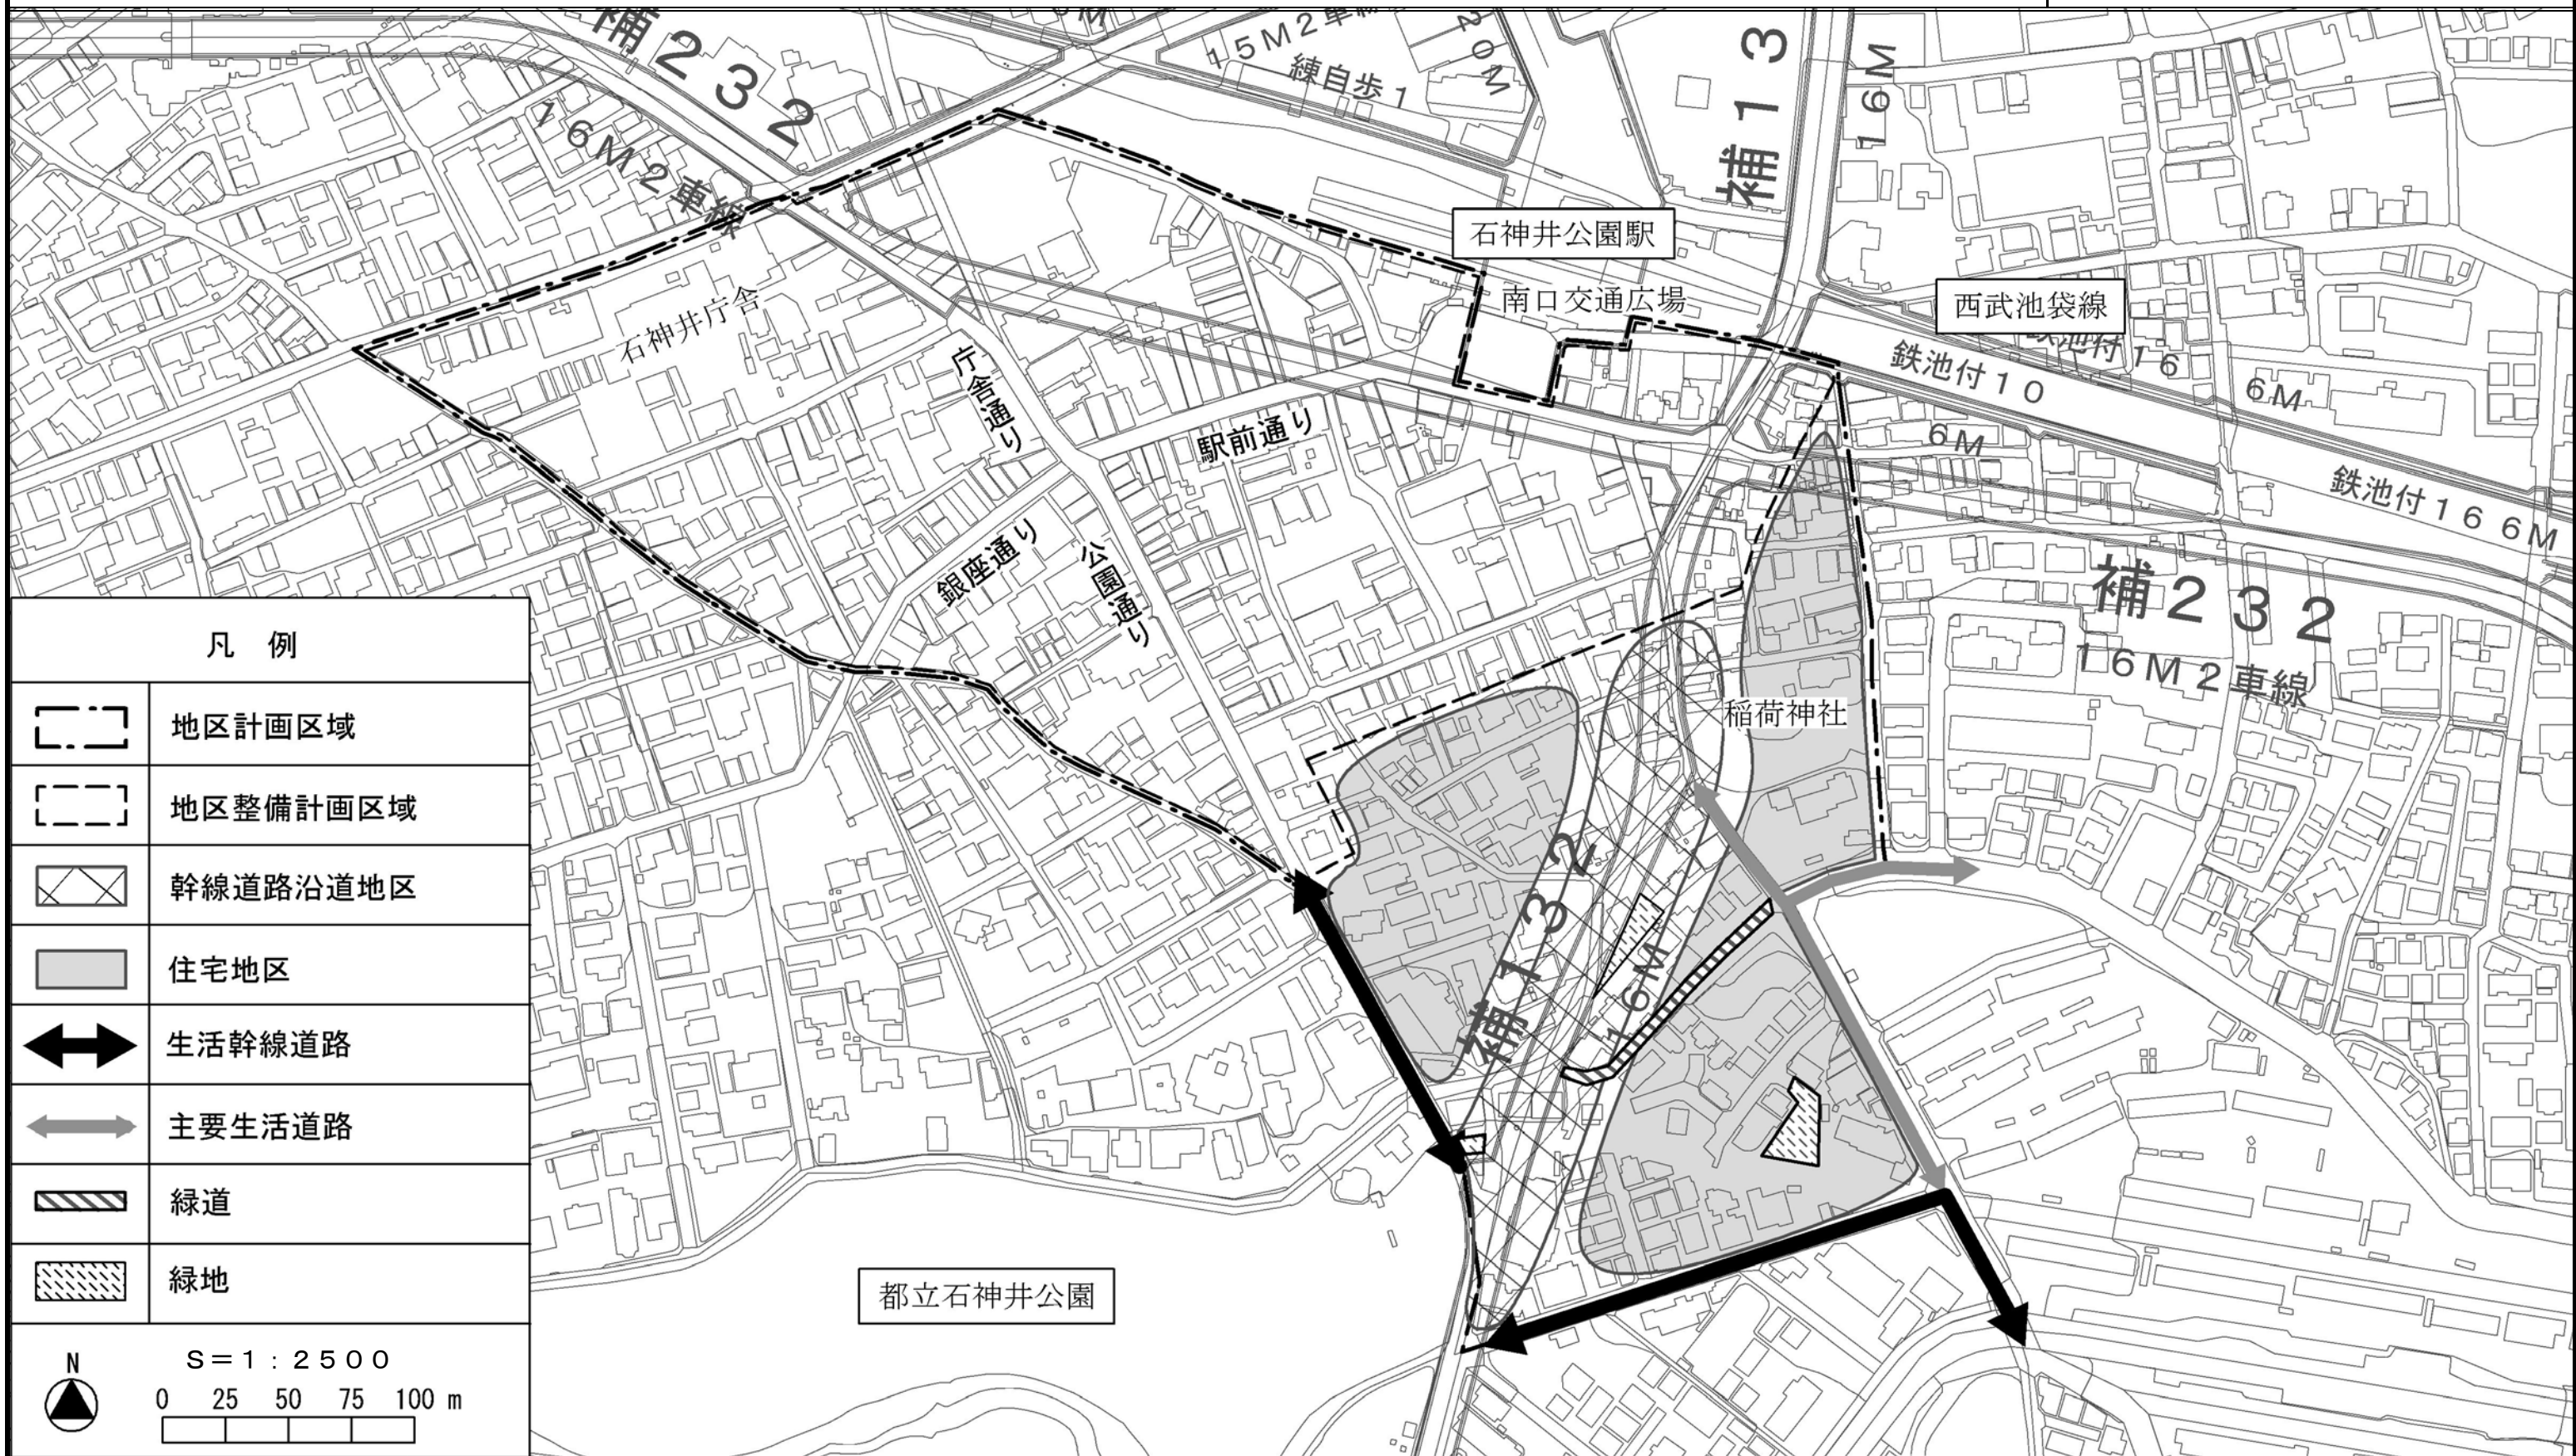 補２３２
１６Ｍ２車線
１５Ｍ２車線
練自歩１
２０Ｍ
補１３
１６Ｍ
石神井公園駅
南口交通広場
西武池袋線
鉄池付１６
６Ｍ
鉄池付１０
６Ｍ
鉄池付１６６Ｍ
石神井庁舎
庁舎通り
駅前通り
銀座通り
公園通り
補２３２
１６Ｍ２車線
稲荷神社
補１３２
１６Ｍ
都立石神井公園
凡 例
地区計画区域
地区整備計画区域
幹線道路沿道地区
住宅地区
生活幹線道路
主要生活道路
緑道
緑地
N
S＝１：２５００
0 25 50 75 100 m